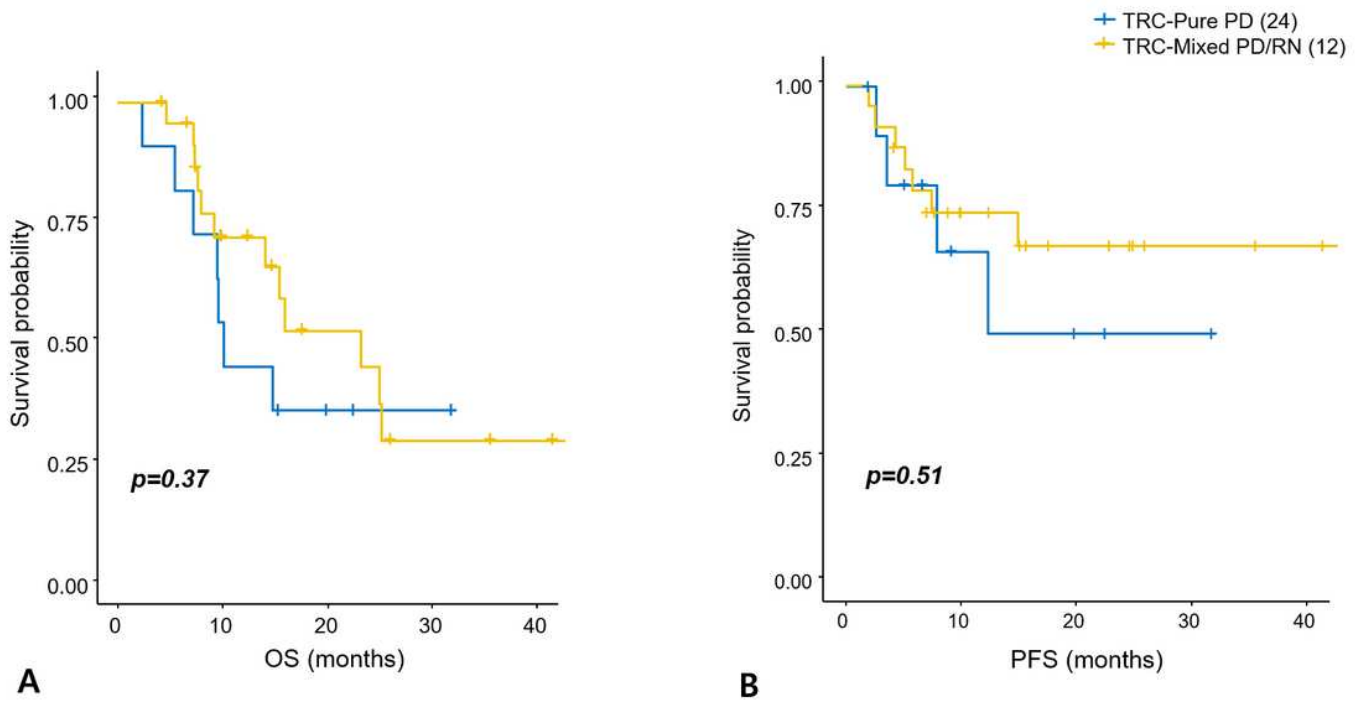 TRC-Pure PD (24)
TRC-Mixed PD/RN (12)
Survival probability
1.00
0.75
0.50
0.25
0.00
p=0.37
0 10 20 30 40
OS (months)
A
Survival probability
1.00
0.75
0.50
0.25
0.00
p=0.51
0 10 20 30 40
PFS (months)
B